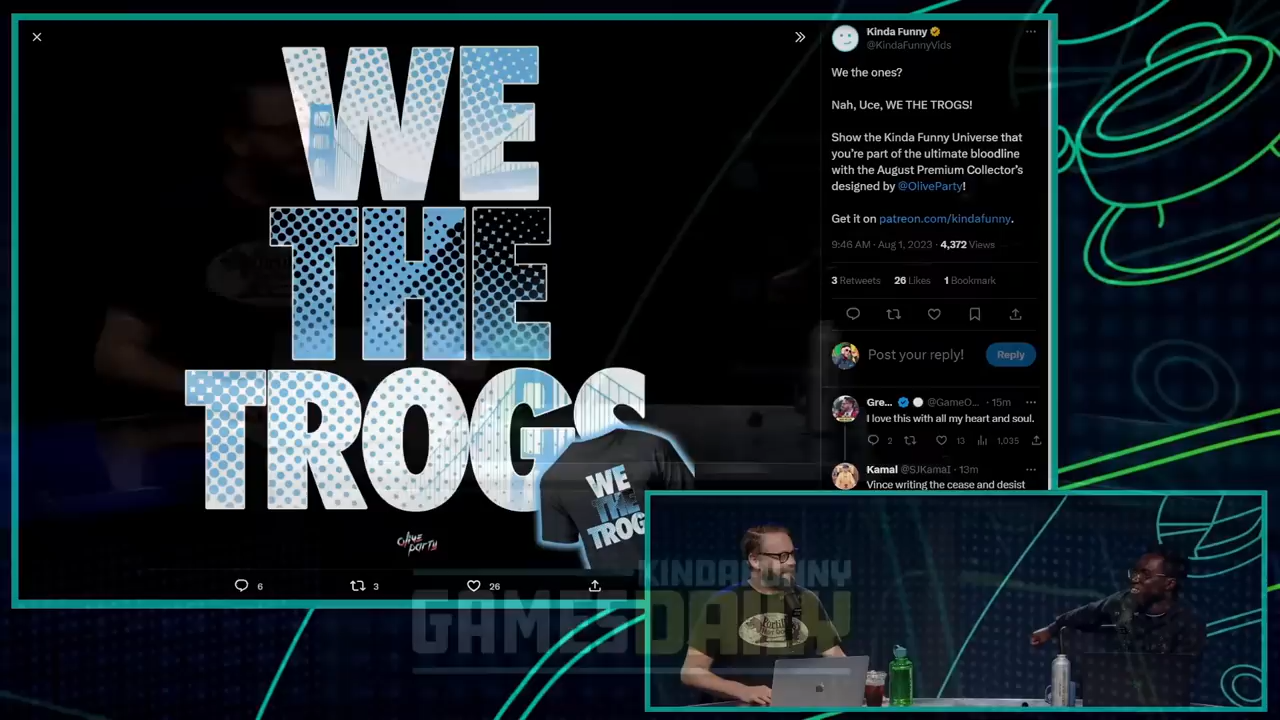 WE
THE
TROGS
olive
party
WE
THE
TROG
6
3
26
Kinda Funny
@KindaFunnyVids
We the ones?
Nah, Uce, WE THE TROGS!
Show the Kinda Funny Universe that
you're part of the ultimate bloodline
with the August Premium Collector's
designed by @OliveParty!
Get it on patreon.com/kindafunny.
9:46 AM · Aug 1, 2023 · 4,372 Views
3 Retweets 26 Likes 1 Bookmark
Post your reply! Reply
Gre... @GameO... · 15m
I love this with all my heart and soul.
2 13 1,035
Kamal @SJKamaI · 13m
Vince writing the cease and desist
KINDA FUNNY
GAMESDAILY